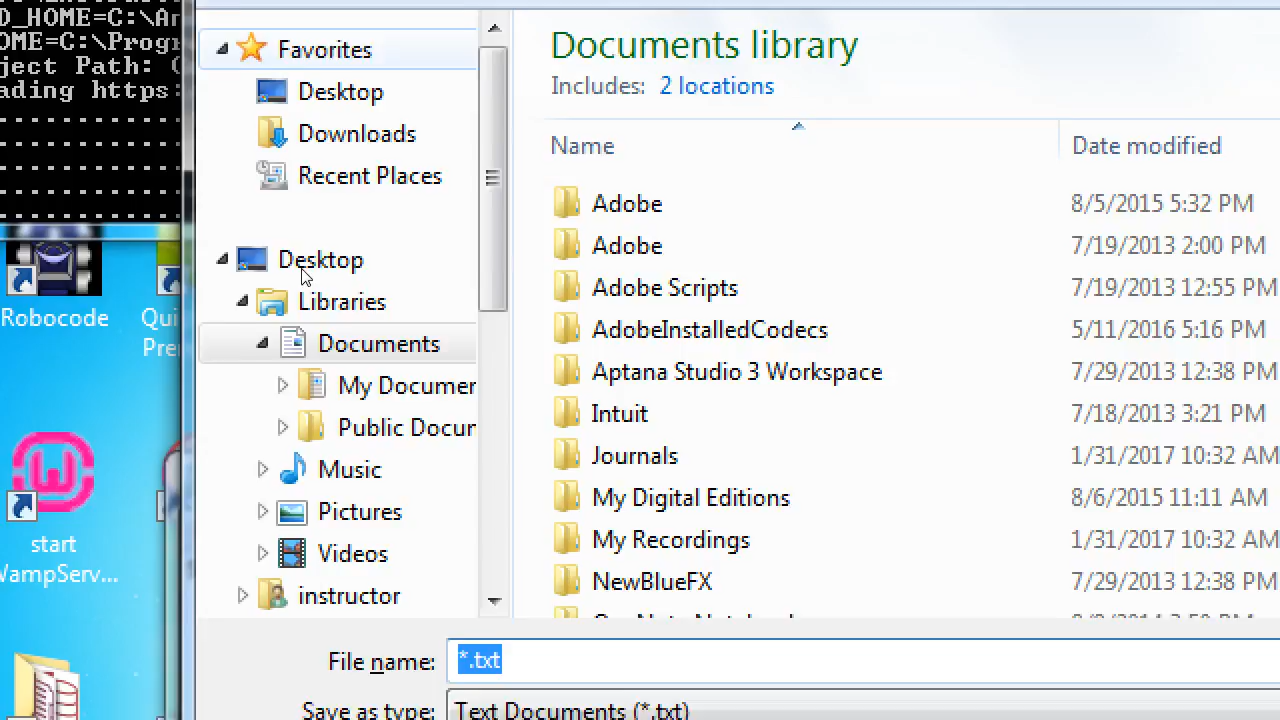 D_HOME=C:\An
OME=C:\Progr
ject Path: C
ading https:
Robocode
Qui
Pre
start
WampServ...
Favorites
Desktop
Downloads
Recent Places
Desktop
Libraries
Documents
My Documen
Public Docum
Music
Pictures
Videos
instructor
Documents library
Includes: 2 locations
Name Date modified
Adobe 8/5/2015 5:32 PM
Adobe 7/19/2013 2:00 PM
Adobe Scripts 7/19/2013 12:55 PM
AdobeInstalledCodecs 5/11/2016 5:16 PM
Aptana Studio 3 Workspace 7/29/2013 12:38 PM
Intuit 7/18/2013 3:21 PM
Journals 1/31/2017 10:32 AM
My Digital Editions 8/6/2015 11:11 AM
My Recordings 1/31/2017 10:32 AM
NewBlueFX 7/29/2013 12:38 PM
File name: *.txt
Save as type: Text Documents (*.txt)